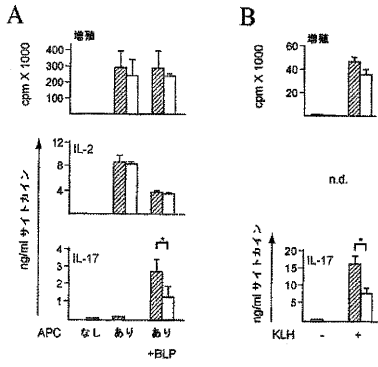 A
増殖
cpm X 1000
400
300
200
100
IL-2
12
8
4
ng/ml サイトカイン
IL-17
4
3
2
1
*
APC なし あり あり
+BLP
B
増殖
cpm X 1000
60
40
20
n.d.
IL-17
ng/ml サイトカイン
20
15
10
5
*
KLH - +